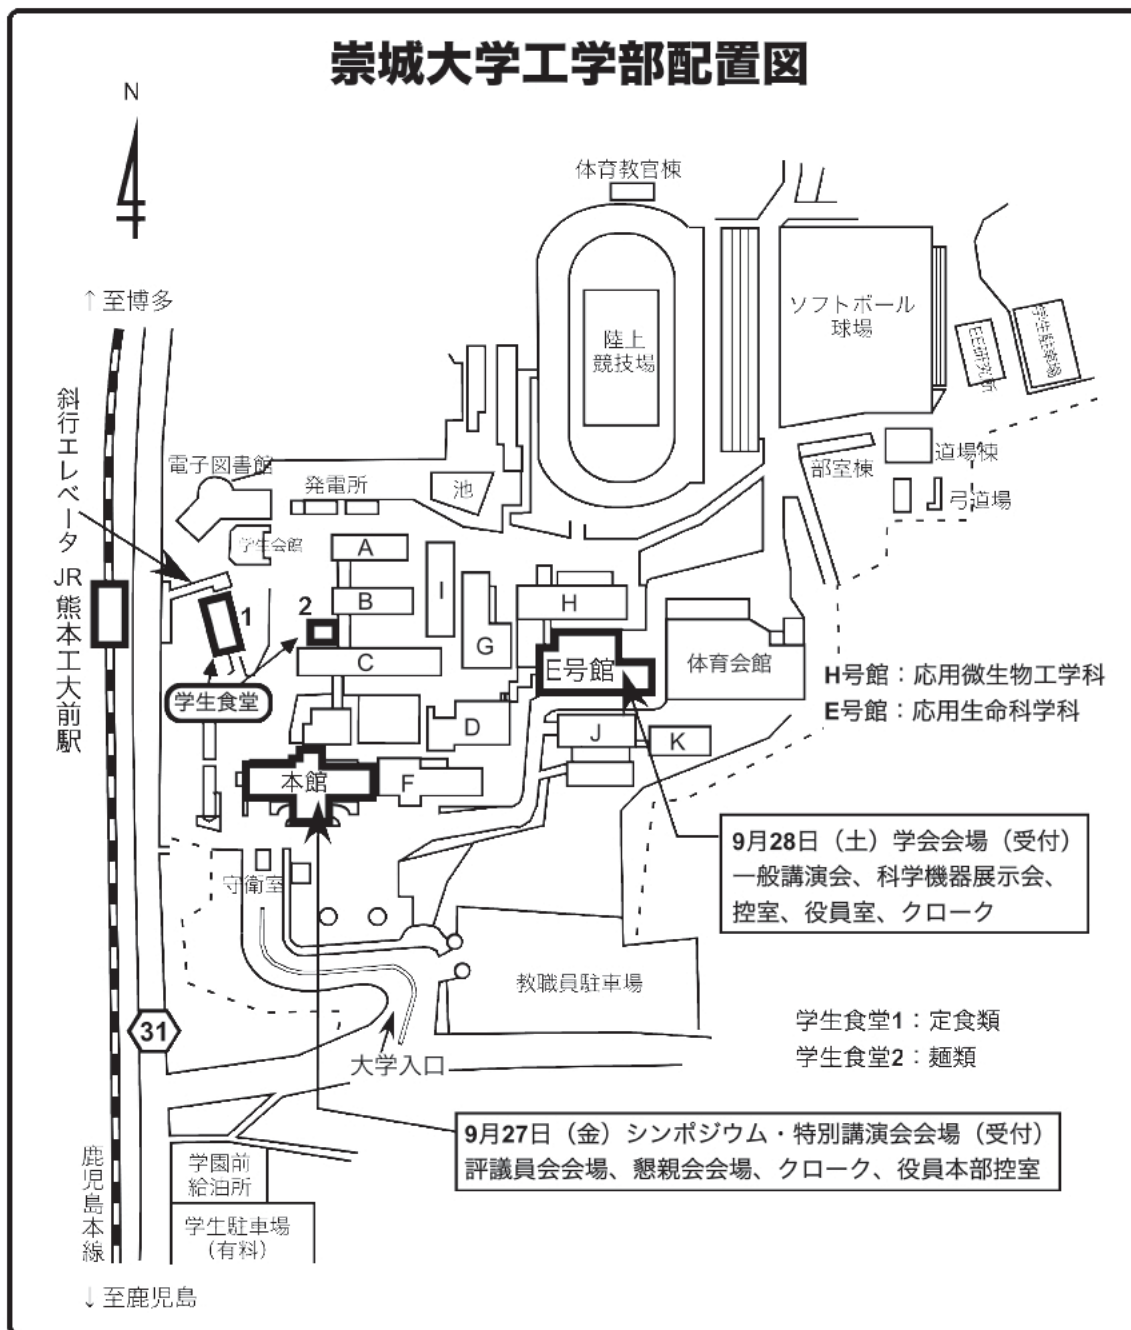 崇城大学工学部配置図
N
体育教官棟
↑至博多
ソフトボール
球場
陸上
競技場
EE研究所
学生駐車場
斜行エレベータ
電子図書館
発電所
池
部室棟
道場棟
弓道場
学生会館
A
B
I
JR熊本工大前駅
1
2
H
G
C
E号館
体育会館
H号館：応用微生物工学科
E号館：応用生命科学科
学生食堂
D
J
K
本館
F
9月28日（土）学会会場（受付）
一般講演会、科学機器展示会、
控室、役員室、クローク
守衛室
教職員駐車場
31
学生食堂1：定食類
学生食堂2：麺類
大学入口
9月27日（金）シンポジウム・特別講演会会場（受付）
評議員会会場、懇親会会場、クローク、役員本部控室
鹿児島本線
学園前
給油所
学生駐車場
（有料）
↓至鹿児島